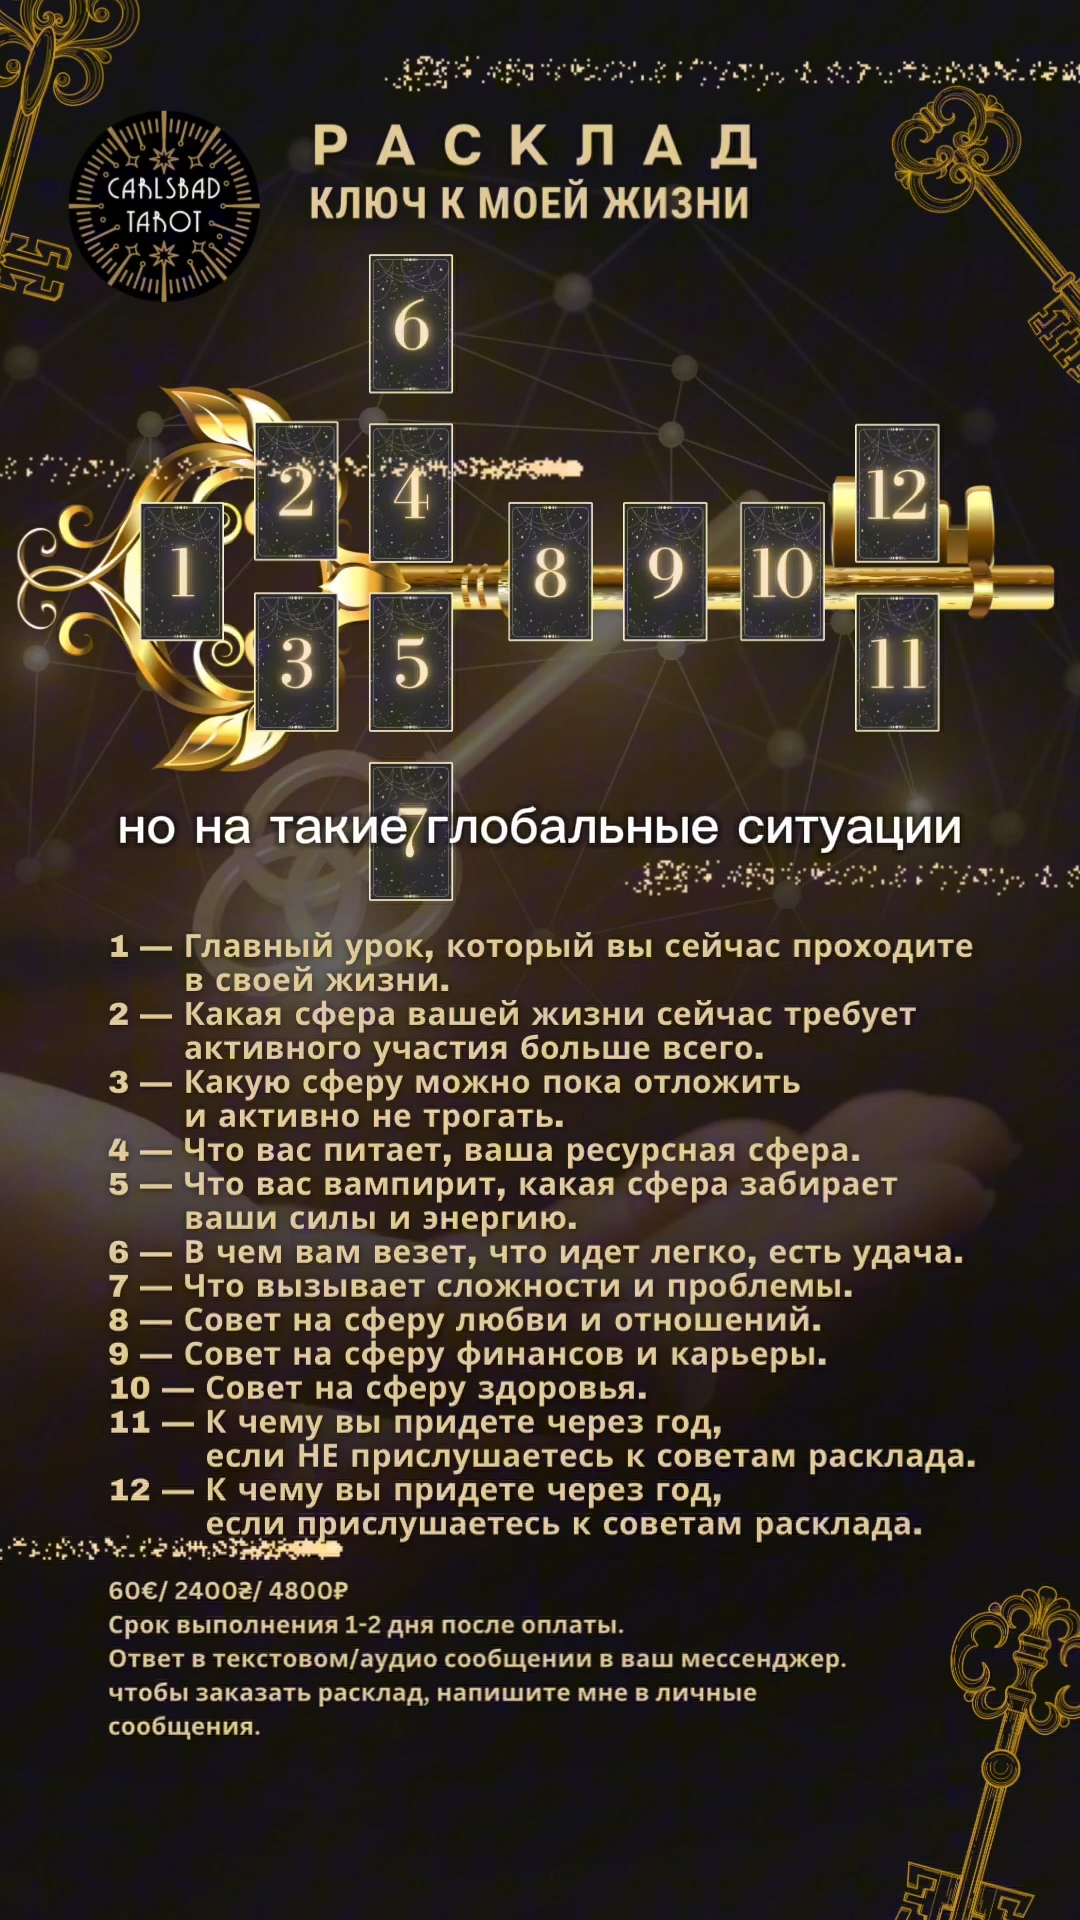 CARLSBAD
TAROT
РАСКЛАД
КЛЮЧ К МОЕЙ ЖИЗНИ
6
2
4
12
1
8
9
10
3
5
11
7
но на такие глобальные ситуации
1 — Главный урок, который вы сейчас проходите
в своей жизни.
2 — Какая сфера вашей жизни сейчас требует
активного участия больше всего.
3 — Какую сферу можно пока отложить
и активно не трогать.
4 — Что вас питает, ваша ресурсная сфера.
5 — Что вас вампирит, какая сфера забирает
ваши силы и энергию.
6 — В чем вам везет, что идет легко, есть удача.
7 — Что вызывает сложности и проблемы.
8 — Совет на сферу любви и отношений.
9 — Совет на сферу финансов и карьеры.
10 — Совет на сферу здоровья.
11 — К чему вы придете через год,
если НЕ прислушаетесь к советам расклада.
12 — К чему вы придете через год,
если прислушаетесь к советам расклада.
60€/ 2400₴/ 4800₽
Срок выполнения 1-2 дня после оплаты.
Ответ в текстовом/аудио сообщении в ваш мессенджер.
чтобы заказать расклад, напишите мне в личные
сообщения.